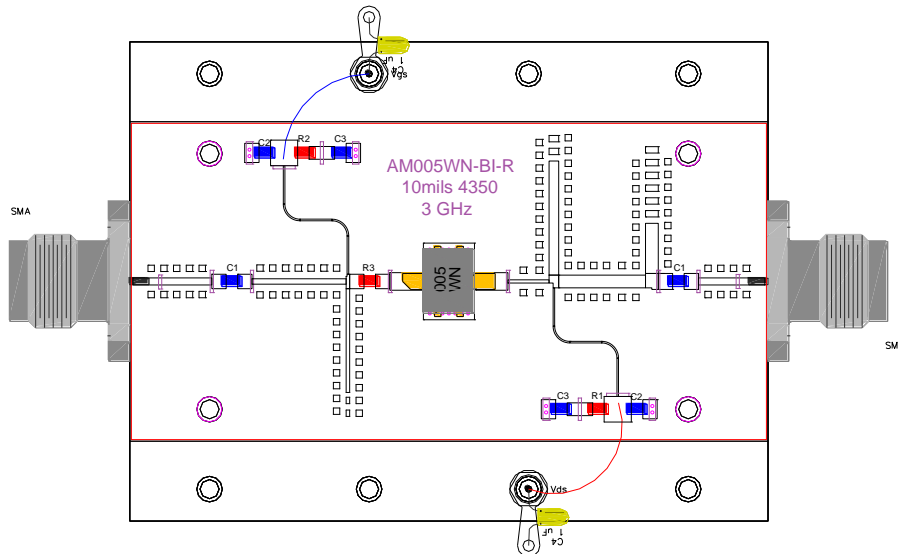 C4
1 uF
Vgs
C2
R2
C3
AM005WN-BI-R
10mils 4350
3 GHz
SMA
C1
R3
005
WN
C1
SM
C3
R1
C2
Vds
C4
1 uF